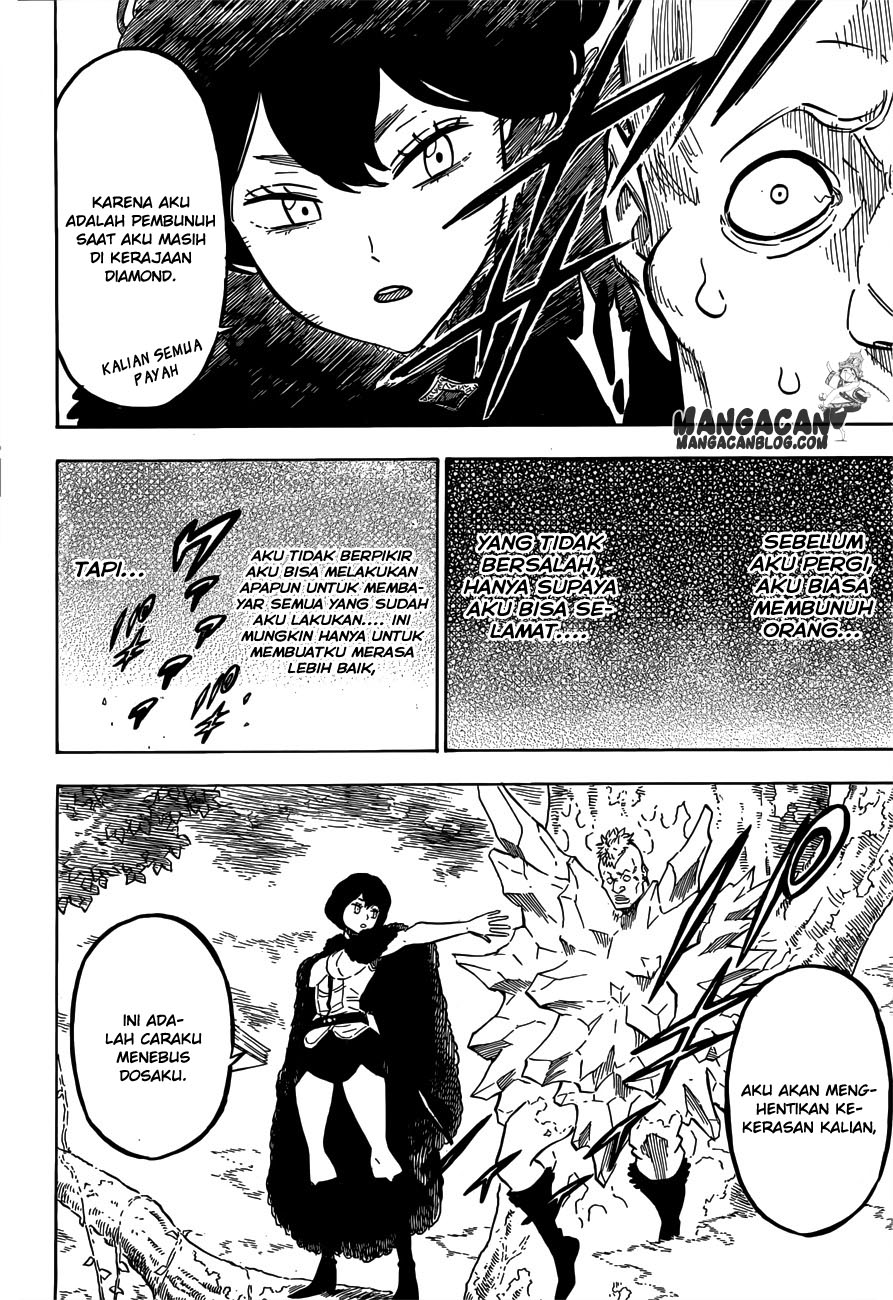 KARENA AKU
ADALAH PEMBUNUH
SAAT AKU MASIH
DI KERAJAAN
DIAMOND.
KALIAN SEMUA
PAYAH
MANGACAN
MANGACANBLOG.COM
SEBELUM
AKU PERGI,
AKU BIASA
MEMBUNUH
ORANG...
YANG TIDAK
BERSALAH,
HANYA SUPAYA
AKU BISA SE-
LAMAT....
AKU TIDAK BERPIKIR
AKU BISA MELAKUKAN
APAPUN UNTUK MEMBA-
YAR SEMUA YANG SUDAH
AKU LAKUKAN.... INI
MUNGKIN HANYA UNTUK
MEMBUATKU MERASA
LEBIH BAIK,
TAPI...
AKU AKAN MENG-
HENTIKAN KE-
KERASAN KALIAN,
INI ADA-
LAH CARAKU
MENEBUS
DOSAKU.